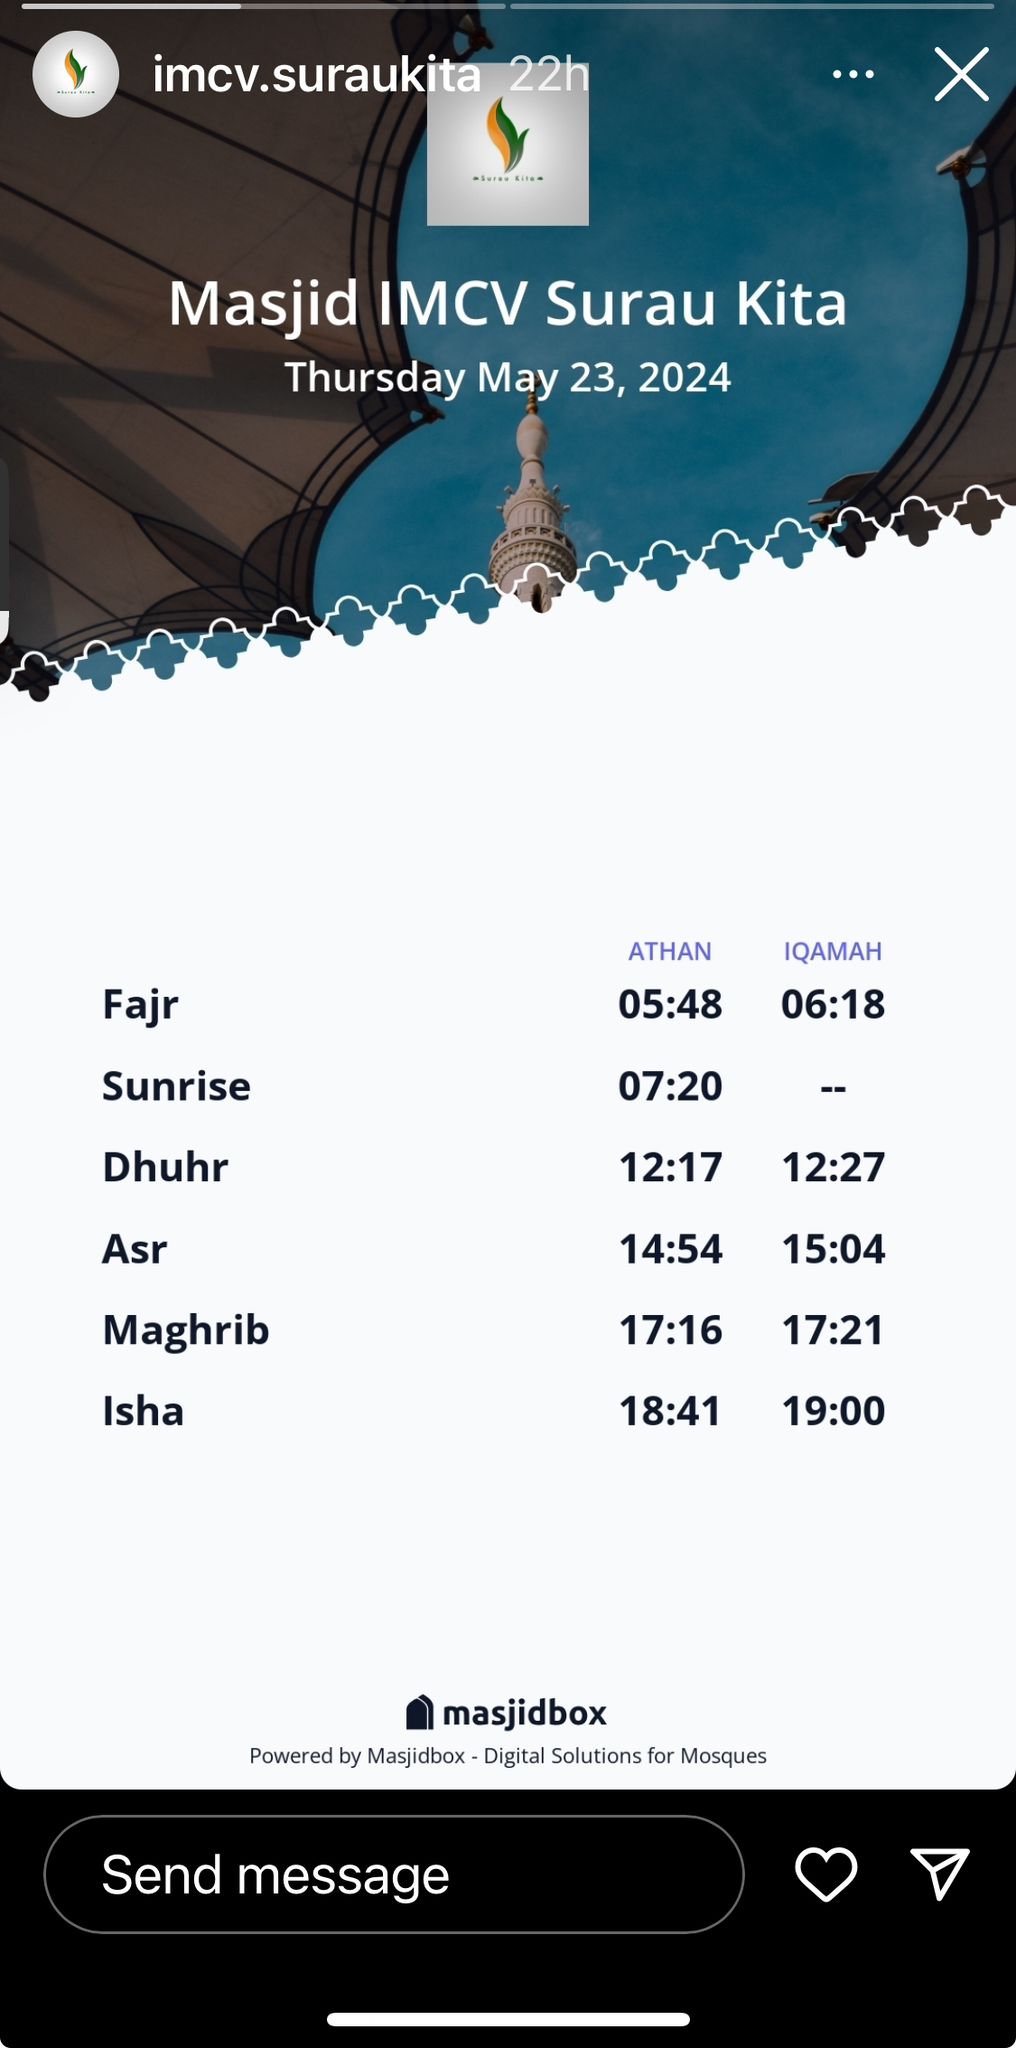 imcv.suraukita 22h
Surau Kita
Surau Kita
Masjid IMCV Surau Kita
Thursday May 23, 2024
ATHAN IQAMAH
Fajr 05:48 06:18
Sunrise 07:20 --
Dhuhr 12:17 12:27
Asr 14:54 15:04
Maghrib 17:16 17:21
Isha 18:41 19:00
masjidbox
Powered by Masjidbox - Digital Solutions for Mosques
Send message